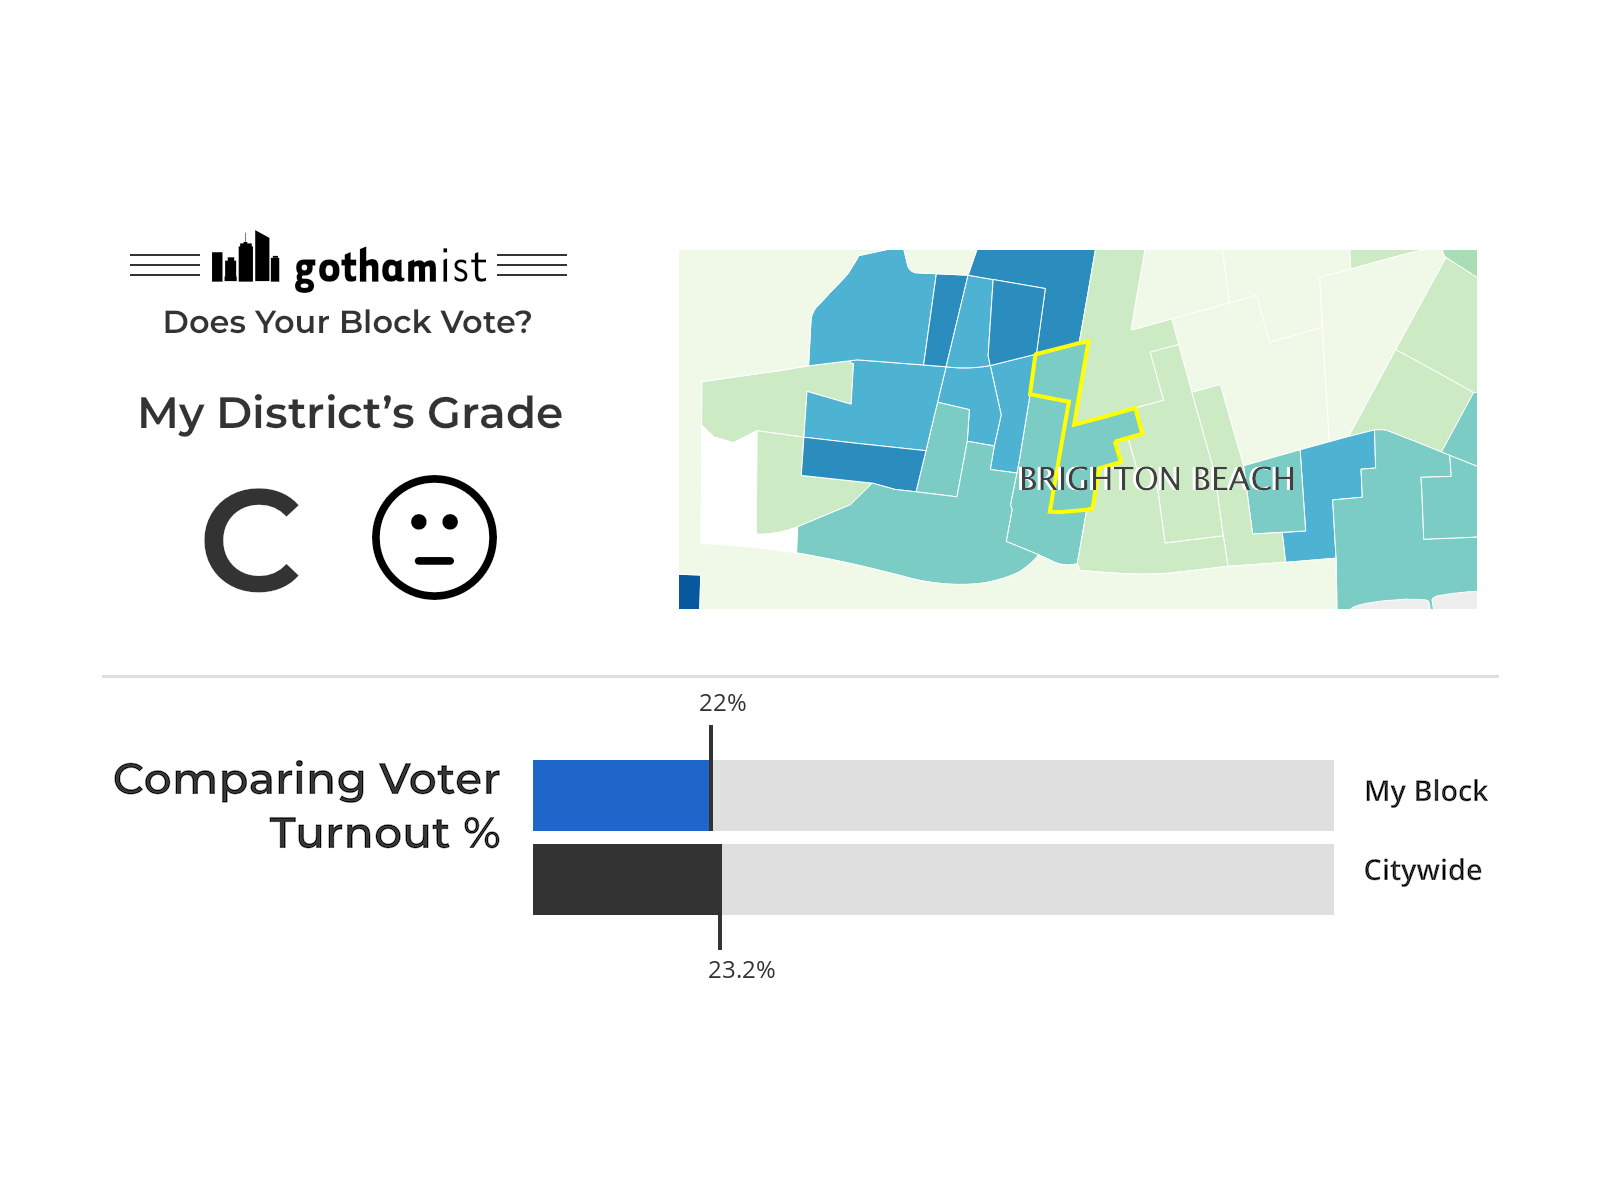 gothamist
Does Your Block Vote?
My District’s Grade
C
BRIGHTON BEACH
22%
Comparing Voter
Turnout %
My Block
Citywide
23.2%